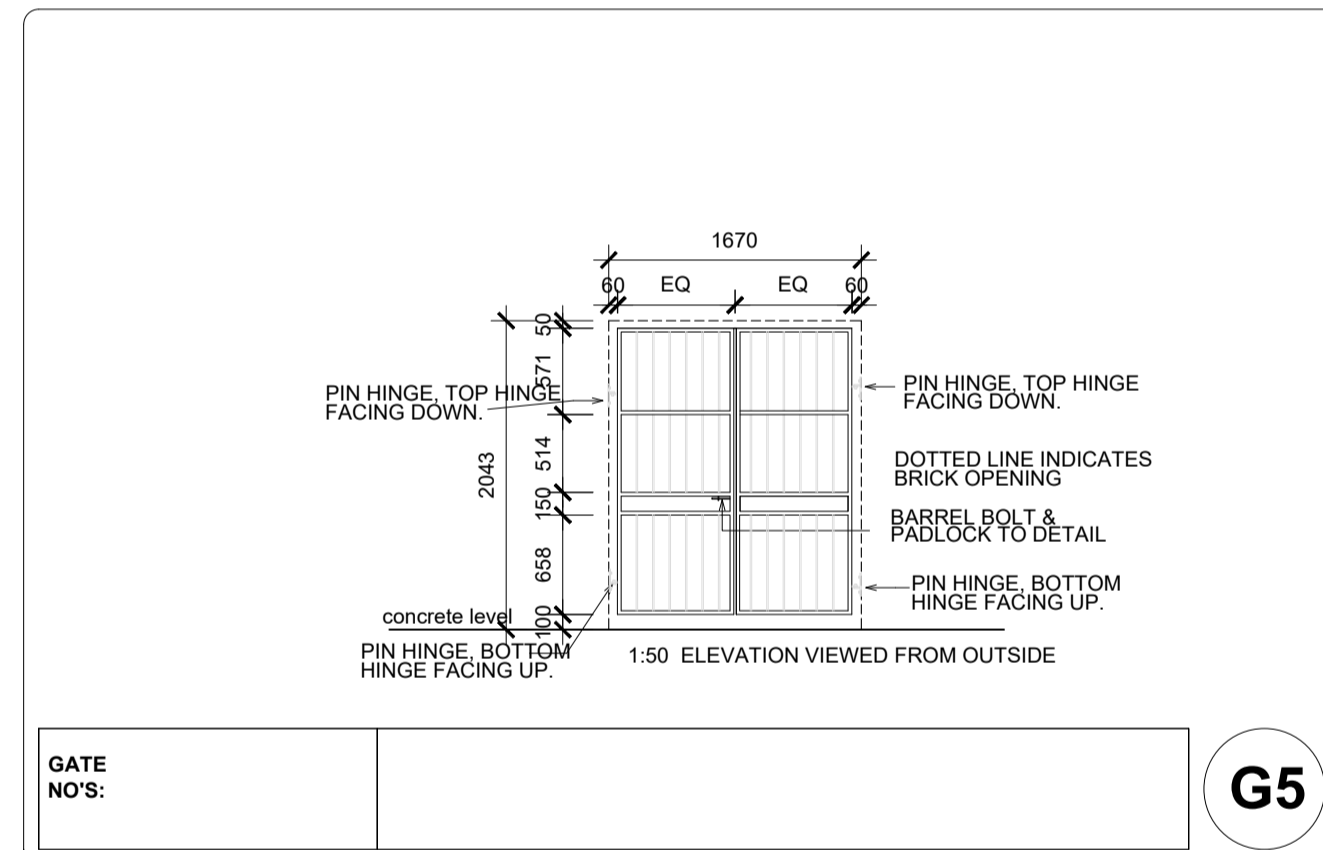 1670
60
EQ
EQ
60
50
571
514
150
658
100
2043
PIN HINGE, TOP HINGE
FACING DOWN.
PIN HINGE, TOP HINGE
FACING DOWN.
DOTTED LINE INDICATES
BRICK OPENING
BARREL BOLT &
PADLOCK TO DETAIL
PIN HINGE, BOTTOM
HINGE FACING UP.
concrete level
PIN HINGE, BOTTOM
HINGE FACING UP.
1:50 ELEVATION VIEWED FROM OUTSIDE
GATE
NO'S:
G5